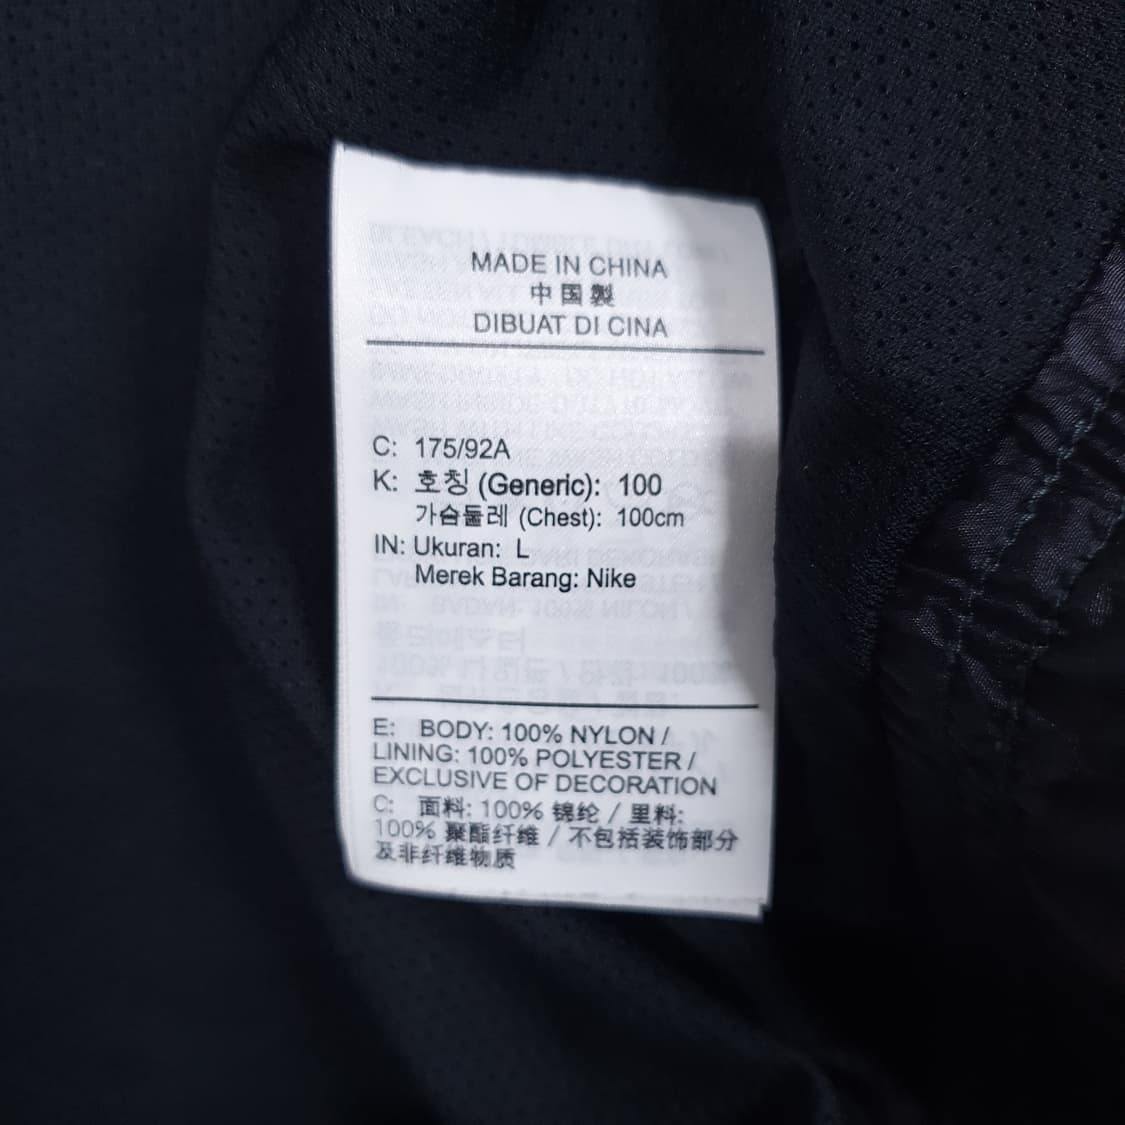 MADE IN CHINA
中国製
DIBUAT DI CINA
C: 175/92A
K: 호칭 (Generic): 100
가슴둘레 (Chest): 100cm
IN: Ukuran: L
Merek Barang: Nike
E: BODY: 100% NYLON /
LINING: 100% POLYESTER /
EXCLUSIVE OF DECORATION
C: 面料: 100% 锦纶 / 里料:
100% 聚酯纤维 / 不包括装饰部分
及非纤维物质